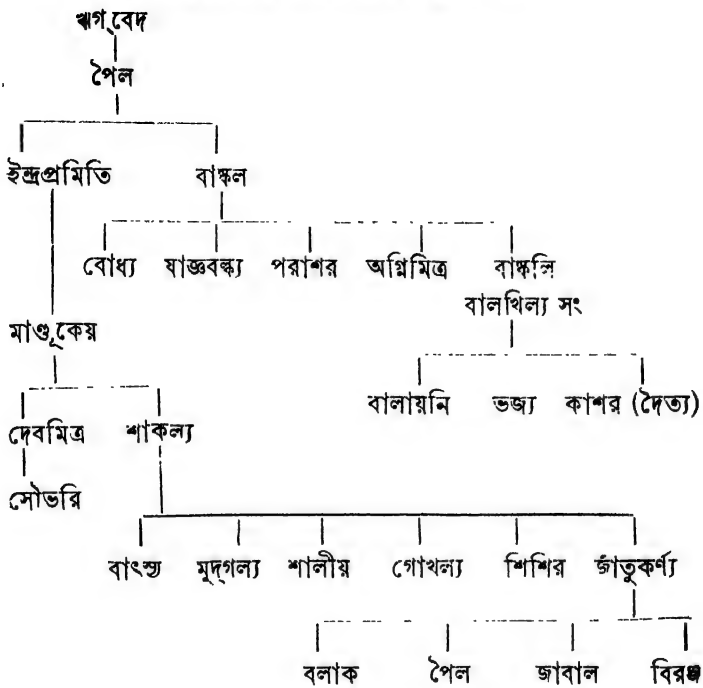 ঋগ্‌বেদ
পৈল
ইন্দ্রপ্রমিতি বাষ্কল
বোধ্য যাজ্ঞবল্ক্য পরাশর অগ্নিমিত্র বাষ্কলি
বালখিল্য সং
মাণ্ডূকেয়
বালায়নি ভজ্য কাশর (দৈত্য)
দেবমিত্র শাকল্য
সৌভরি
বাৎস্য মুদ্‌গল্য শালীয় গোখল্য শিশির জাতুকর্ণ্য
বলাক পৈল জাবাল বিরজ